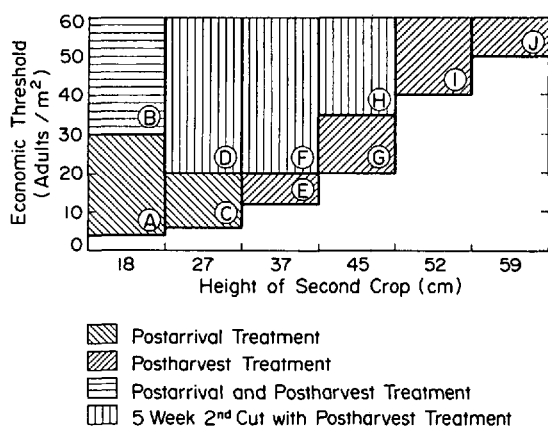 Economic Threshold
(Adults / m²)
60
50
40
30
20
10
0
B
D
F
H
I
J
A
C
E
G
18 27 37 45 52 59
Height of Second Crop (cm)
Postarrival Treatment
Postharvest Treatment
Postarrival and Postharvest Treatment
5 Week 2nd Cut with Postharvest Treatment